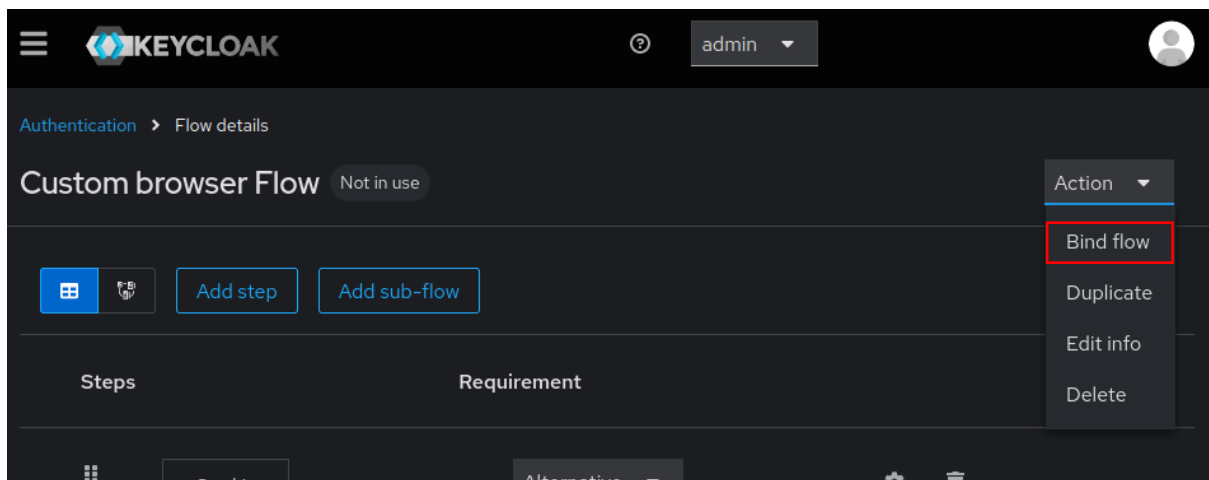 KEYCLOAK
admin
Authentication > Flow details
Custom browser Flow Not in use
Action
Bind flow
Add step Add sub-flow
Duplicate
Edit info
Steps Requirement
Delete
Alternative